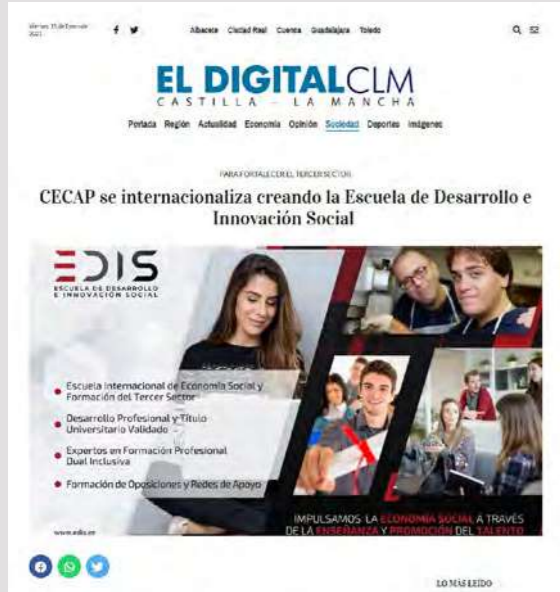 Viernes, 15 de Enero de
2021
Albacete Ciudad Real Cuenca Guadalajara Toledo
EL DIGITALCLM
CASTILLA - LA MANCHA
Portada Región Actualidad Economía Opinión Sociedad Deportes Imágenes
PARA FORTALECER EL TERCER SECTOR
CECAP se internacionaliza creando la Escuela de Desarrollo e
Innovación Social
EDIS
ESCUELA DE DESARROLLO
E INNOVACIÓN SOCIAL
Escuela Internacional de Economía Social y
Formación del Tercer Sector
Desarrollo Profesional y Título
Universitario Validado
Expertos en Formación Profesional
Dual Inclusiva
Formación de Oposiciones y Redes de Apoyo
www.edis.es
IMPULSAMOS LA ECONOMÍA SOCIAL A TRAVÉS
DE LA ENSEÑANZA Y PROMOCIÓN DEL TALENTO
LO MÁS LEÍDO